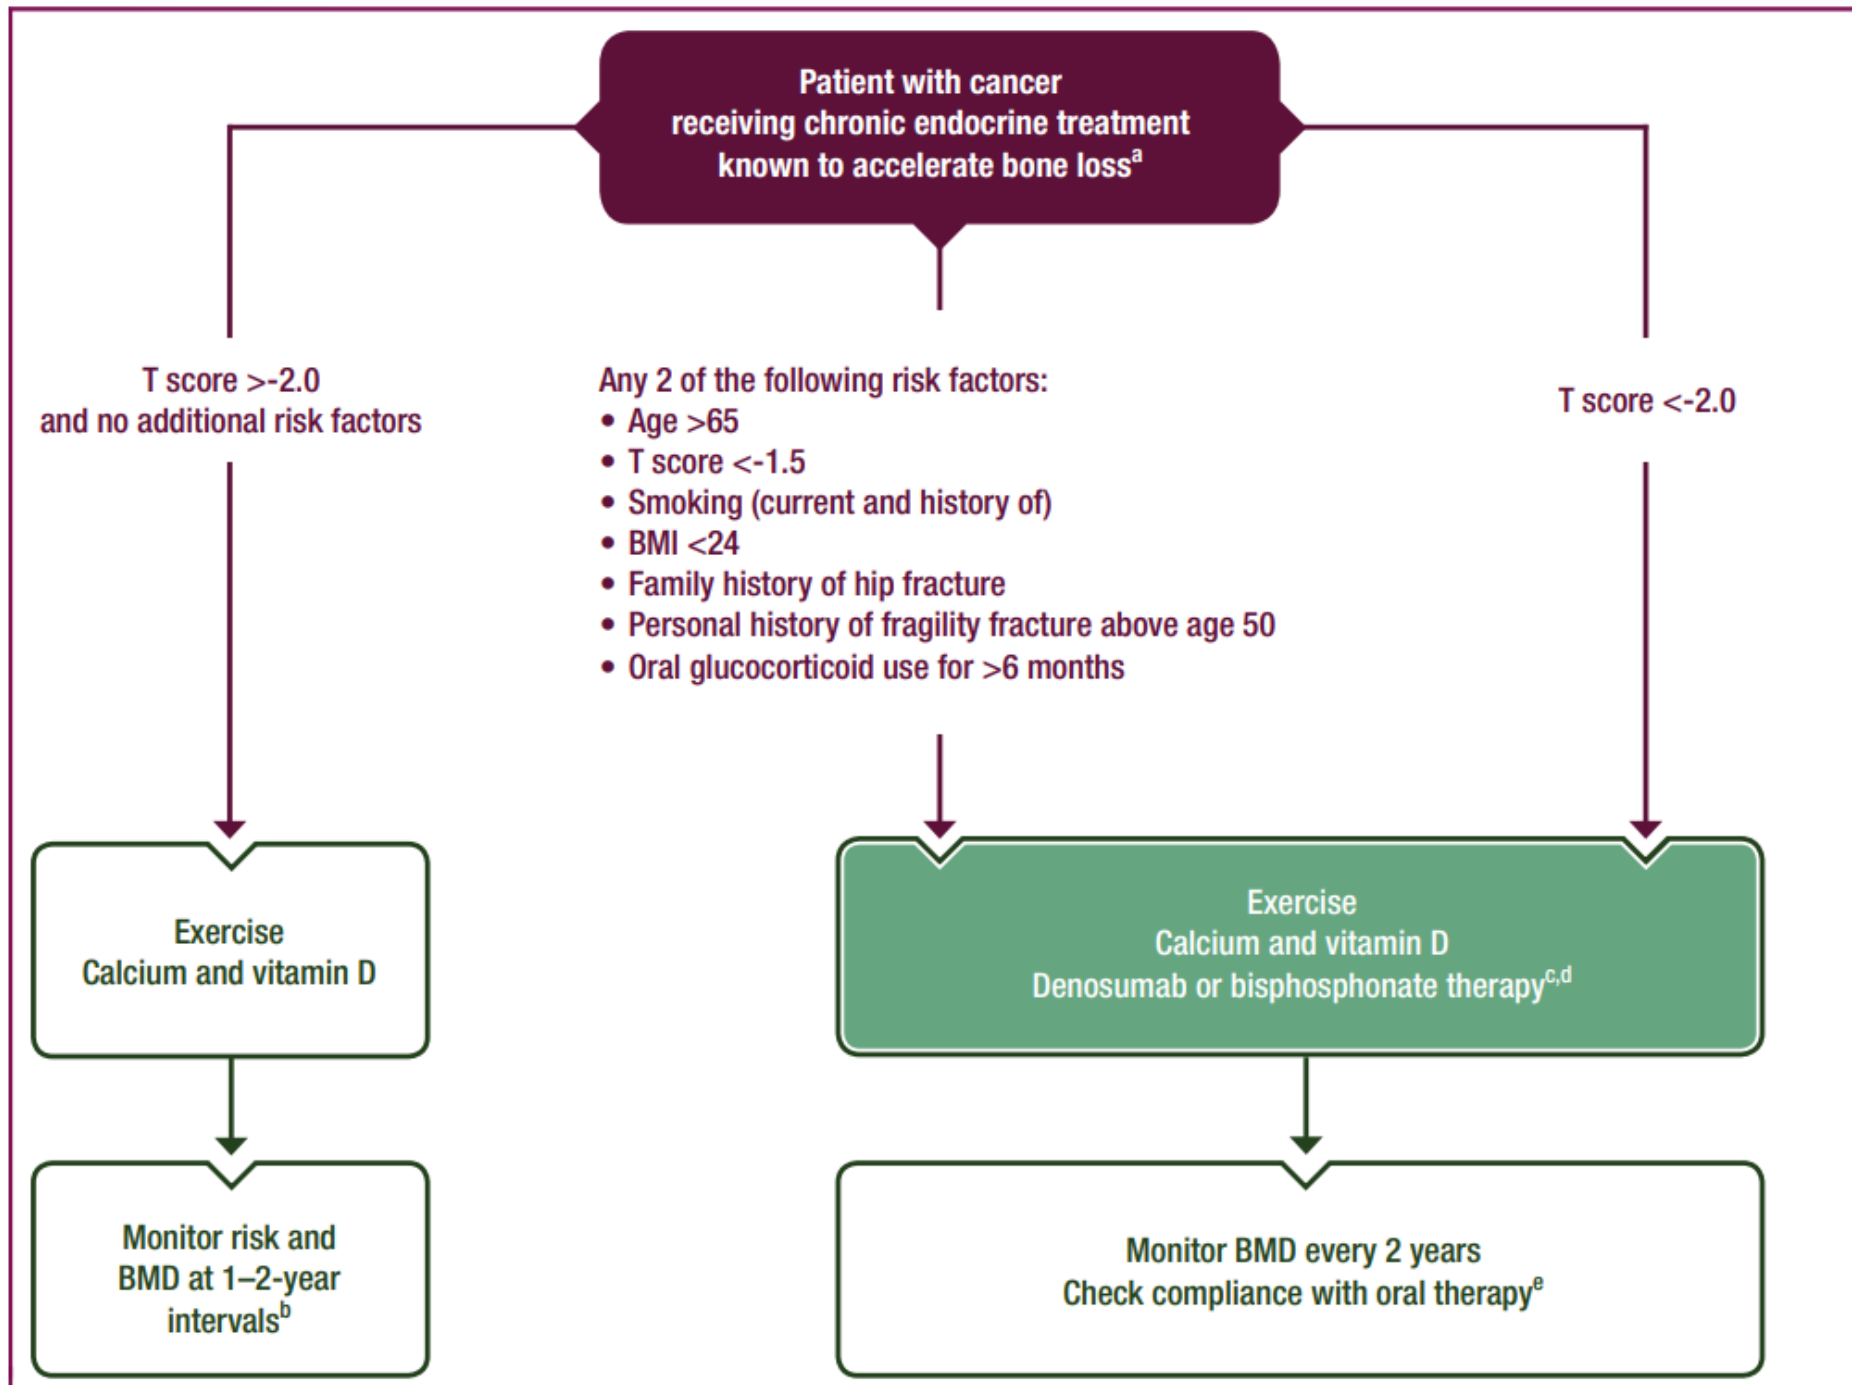 Patient with cancer
receiving chronic endocrine treatment
known to accelerate bone lossᵃ
T score >-2.0
and no additional risk factors
Any 2 of the following risk factors:
• Age >65
• T score <-1.5
• Smoking (current and history of)
• BMI <24
• Family history of hip fracture
• Personal history of fragility fracture above age 50
• Oral glucocorticoid use for >6 months
T score <-2.0
Exercise
Calcium and vitamin D
Exercise
Calcium and vitamin D
Denosumab or bisphosphonate therapyᶜ,ᵈ
Monitor risk and
BMD at 1–2-year
intervalsᵇ
Monitor BMD every 2 years
Check compliance with oral therapyᵉ